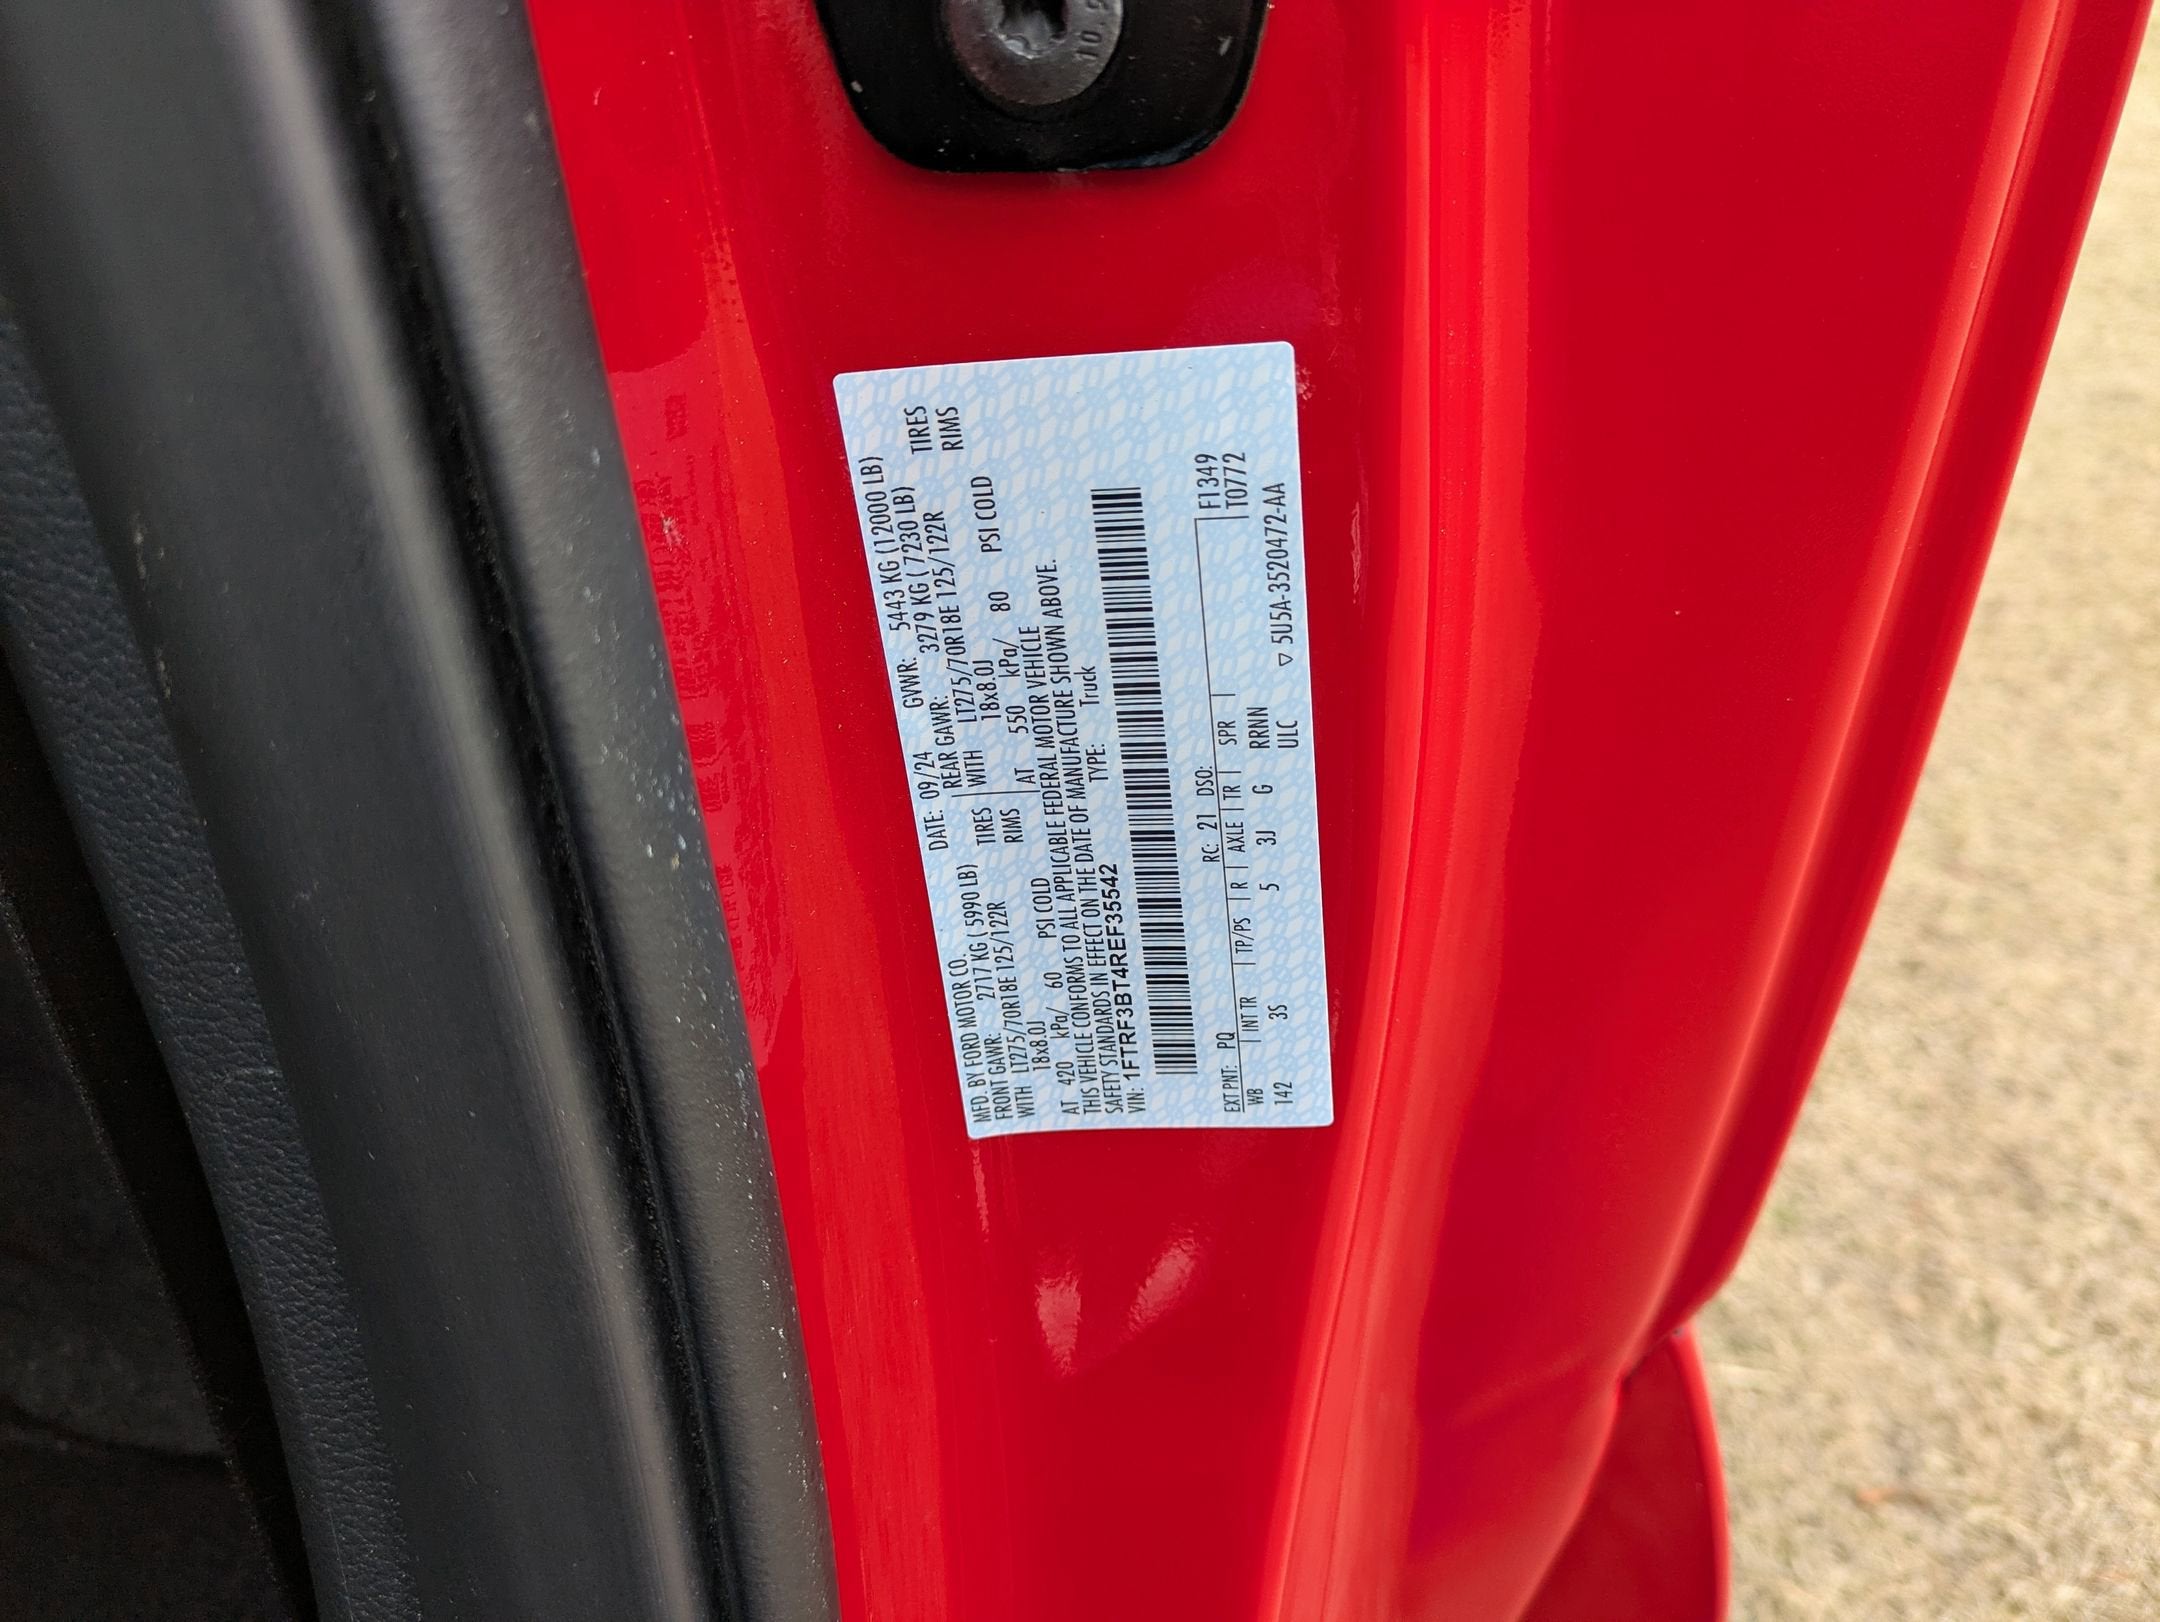 10.9
MFD. BY FORD MOTOR CO. DATE: 09/24 GVWR: 5443 KG (12000 LB)
FRONT GAWR: 2717 KG ( 5990 LB) REAR GAWR: 3279 KG ( 7230 LB)
WITH LT275/70R18E 125/122R TIRES WITH LT275/70R18E 125/122R TIRES
18x8.0J RIMS 18x8.0J RIMS
AT 420 kPa/ 60 PSI COLD AT 550 kPa/ 80 PSI COLD
THIS VEHICLE CONFORMS TO ALL APPLICABLE FEDERAL MOTOR VEHICLE
SAFETY STANDARDS IN EFFECT ON THE DATE OF MANUFACTURE SHOWN ABOVE.
VIN: 1FTRF3BT4REF35542 TYPE: Truck
F1349
EXT PNT: PQ RC: 21 DSO: T0772
WB INT TR TP/PS R AXLE TR SPR
142 3S 5 3J G RRNN ▽ 5U5A-3520472-AA
ULC